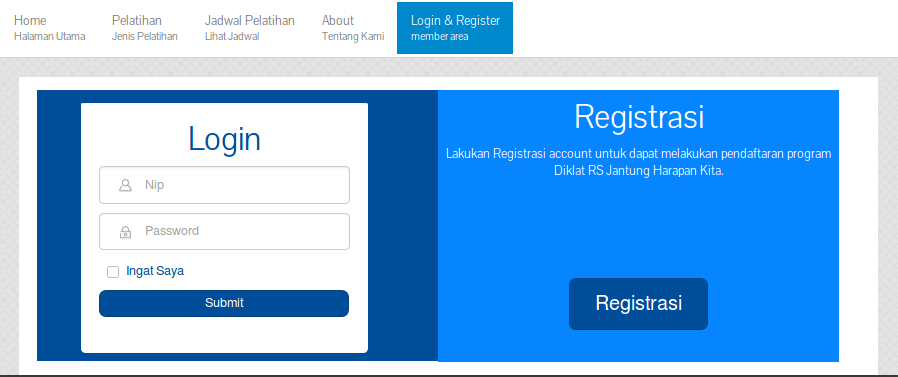 Home
Halaman Utama
Pelatihan
Jenis Pelatihan
Jadwal Pelatihan
Lihat Jadwal
About
Tentang Kami
Login & Register
member area
Login
Nip
Password
Ingat Saya
Submit
Registrasi
Lakukan Registrasi account untuk dapat melakukan pendaftaran program
Diklat RS Jantung Harapan Kita.
Registrasi